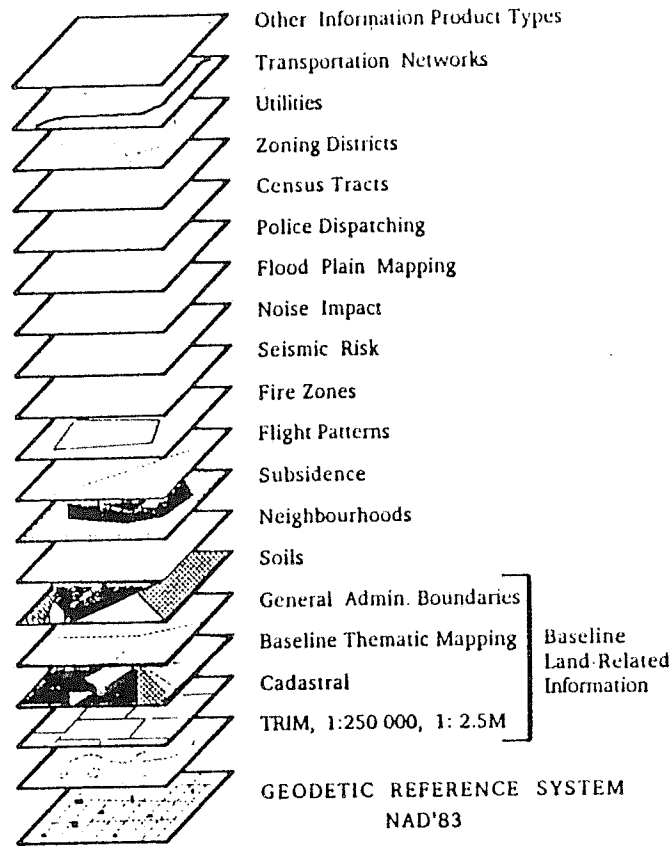 Other Information Product Types
Transportation Networks
Utilities
Zoning Districts
Census Tracts
Police Dispatching
Flood Plain Mapping
Noise Impact
Seismic Risk
Fire Zones
Flight Patterns
Subsidence
Neighbourhoods
Soils
General Admin. Boundaries
Baseline Thematic Mapping
Cadastral
TRIM, 1:250 000, 1: 2.5M
Baseline
Land-Related
Information
GEODETIC REFERENCE SYSTEM
NAD'83